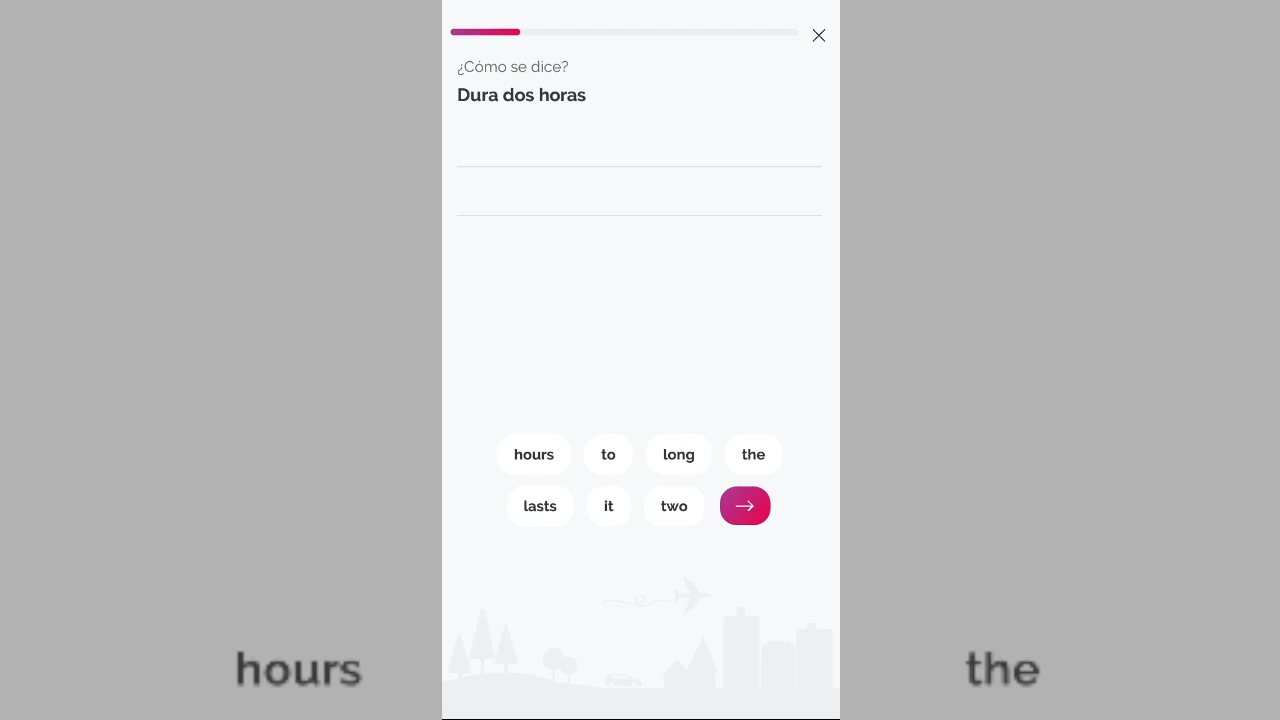 ¿Cómo se dice?
Dura dos horas
hours to long the
lasts it two
hours the